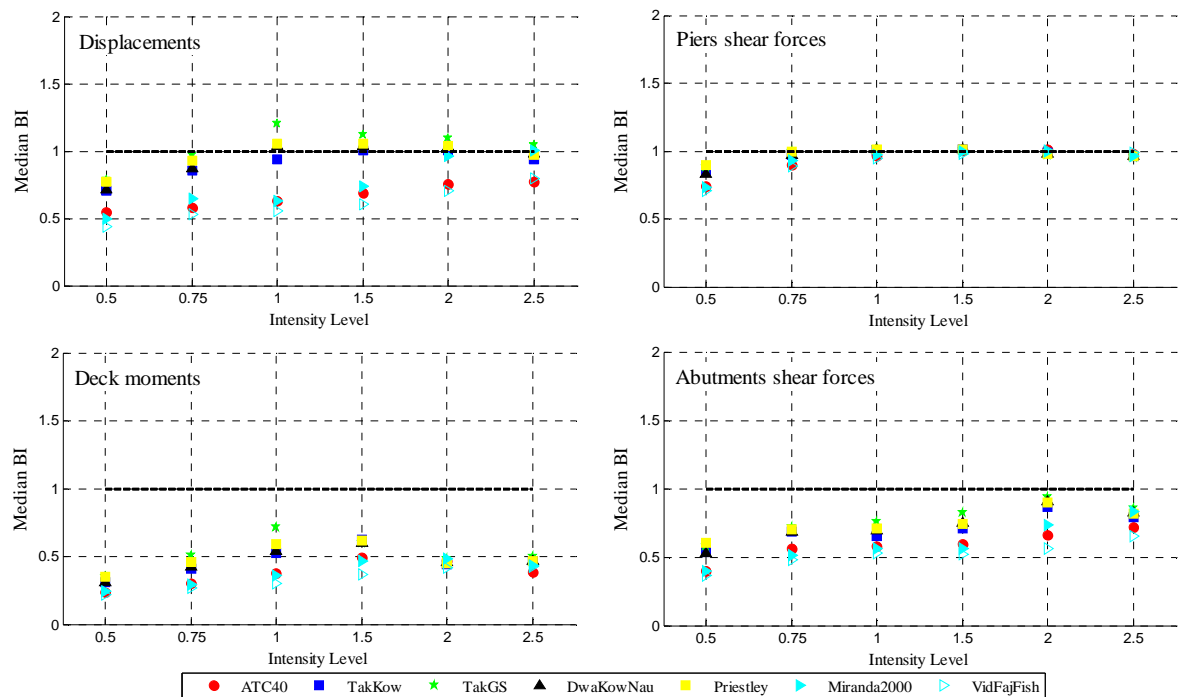 Displacements
Median BI
2
1.5
1
0.5
0
0.5 0.75 1 1.5 2 2.5
Intensity Level
Piers shear forces
Median BI
2
1.5
1
0.5
0
0.5 0.75 1 1.5 2 2.5
Intensity Level
Deck moments
Median BI
2
1.5
1
0.5
0
0.5 0.75 1 1.5 2 2.5
Intensity Level
Abutments shear forces
Median BI
2
1.5
1
0.5
0
0.5 0.75 1 1.5 2 2.5
Intensity Level
ATC40 TakKow TakGS DwaKowNau Priestley Miranda2000 VidFajFish